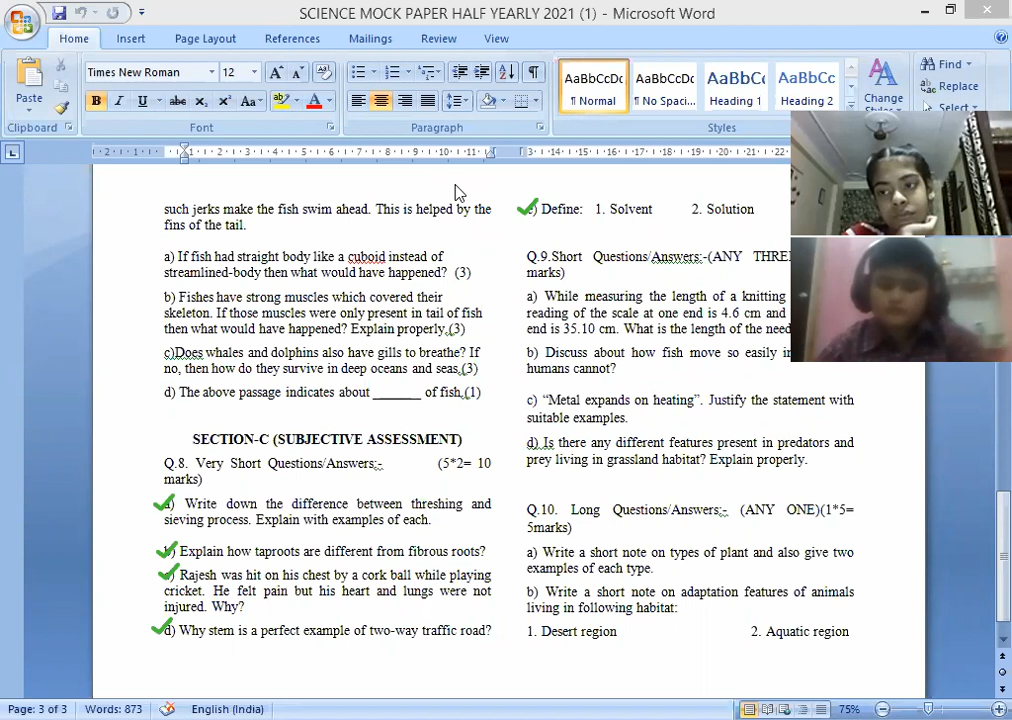 SCIENCE MOCK PAPER HALF YEARLY 2021 (1) - Microsoft Word
Home Insert Page Layout References Mailings Review View
Times New Roman 12
AaBbCcDc AaBbCcDc AaBbCc AaBbCc
¶ Normal ¶ No Spaci... Heading 1 Heading 2
Paste
B I U abc X₂ X² Aa
Change Styles
Find
Replace
Select
Clipboard Font Paragraph Styles
such jerks make the fish swim ahead. This is helped by the
fins of the tail.
a) If fish had straight body like a cuboid instead of
streamlined-body then what would have happened? (3)
b) Fishes have strong muscles which covered their
skeleton. If those muscles were only present in tail of fish
then what would have happened? Explain properly.(3)
c)Does whales and dolphins also have gills to breathe? If
no, then how do they survive in deep oceans and seas.(3)
d) The above passage indicates about _______ of fish.(1)
SECTION-C (SUBJECTIVE ASSESSMENT)
Q.8. Very Short Questions/Answers:- (5*2= 10
marks)
a) Write down the difference between threshing and
sieving process. Explain with examples of each.
b) Explain how taproots are different from fibrous roots?
c) Rajesh was hit on his chest by a cork ball while playing
cricket. He felt pain but his heart and lungs were not
injured. Why?
d) Why stem is a perfect example of two-way traffic road?
e) Define: 1. Solvent 2. Solution
Q.9.Short Questions/Answers:-(ANY THREE
marks)
a) While measuring the length of a knitting
reading of the scale at one end is 4.6 cm and
end is 35.10 cm. What is the length of the
b) Discuss about how fish move so easily
humans cannot?
c) “Metal expands on heating”. Justify the statement with
suitable examples.
d) Is there any different features present in predators and
prey living in grassland habitat? Explain properly.
Q.10. Long Questions/Answers:- (ANY ONE)(1*5=
5marks)
a) Write a short note on types of plant and also give two
examples of each type.
b) Write a short note on adaptation features of animals
living in following habitat:
1. Desert region 2. Aquatic region
Page: 3 of 3 Words: 873 English (India) 75%